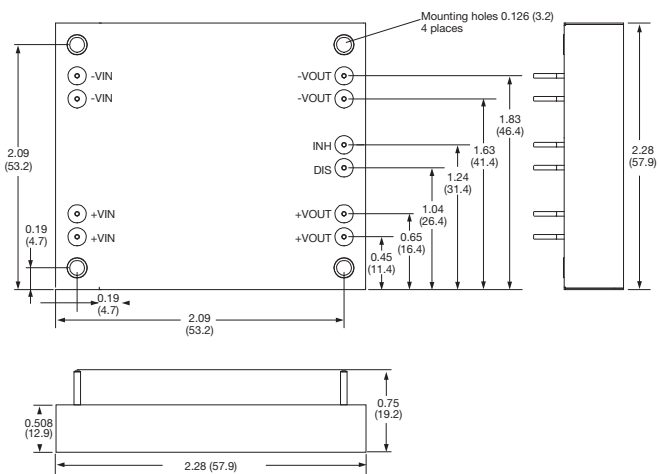 Mounting holes 0.126 (3.2)
4 places
-VIN
-VOUT
-VIN
-VOUT
1.83
(46.4)
INH
1.63
(41.4)
2.09
(53.2)
2.28
(57.9)
DIS
1.24
(31.4)
1.04
(26.4)
+VIN
+VOUT
0.19
(4.7)
0.65
(16.4)
+VIN
+VOUT
0.45
(11.4)
0.19
(4.7)
2.09
(53.2)
0.508
(12.9)
0.75
(19.2)
2.28 (57.9)